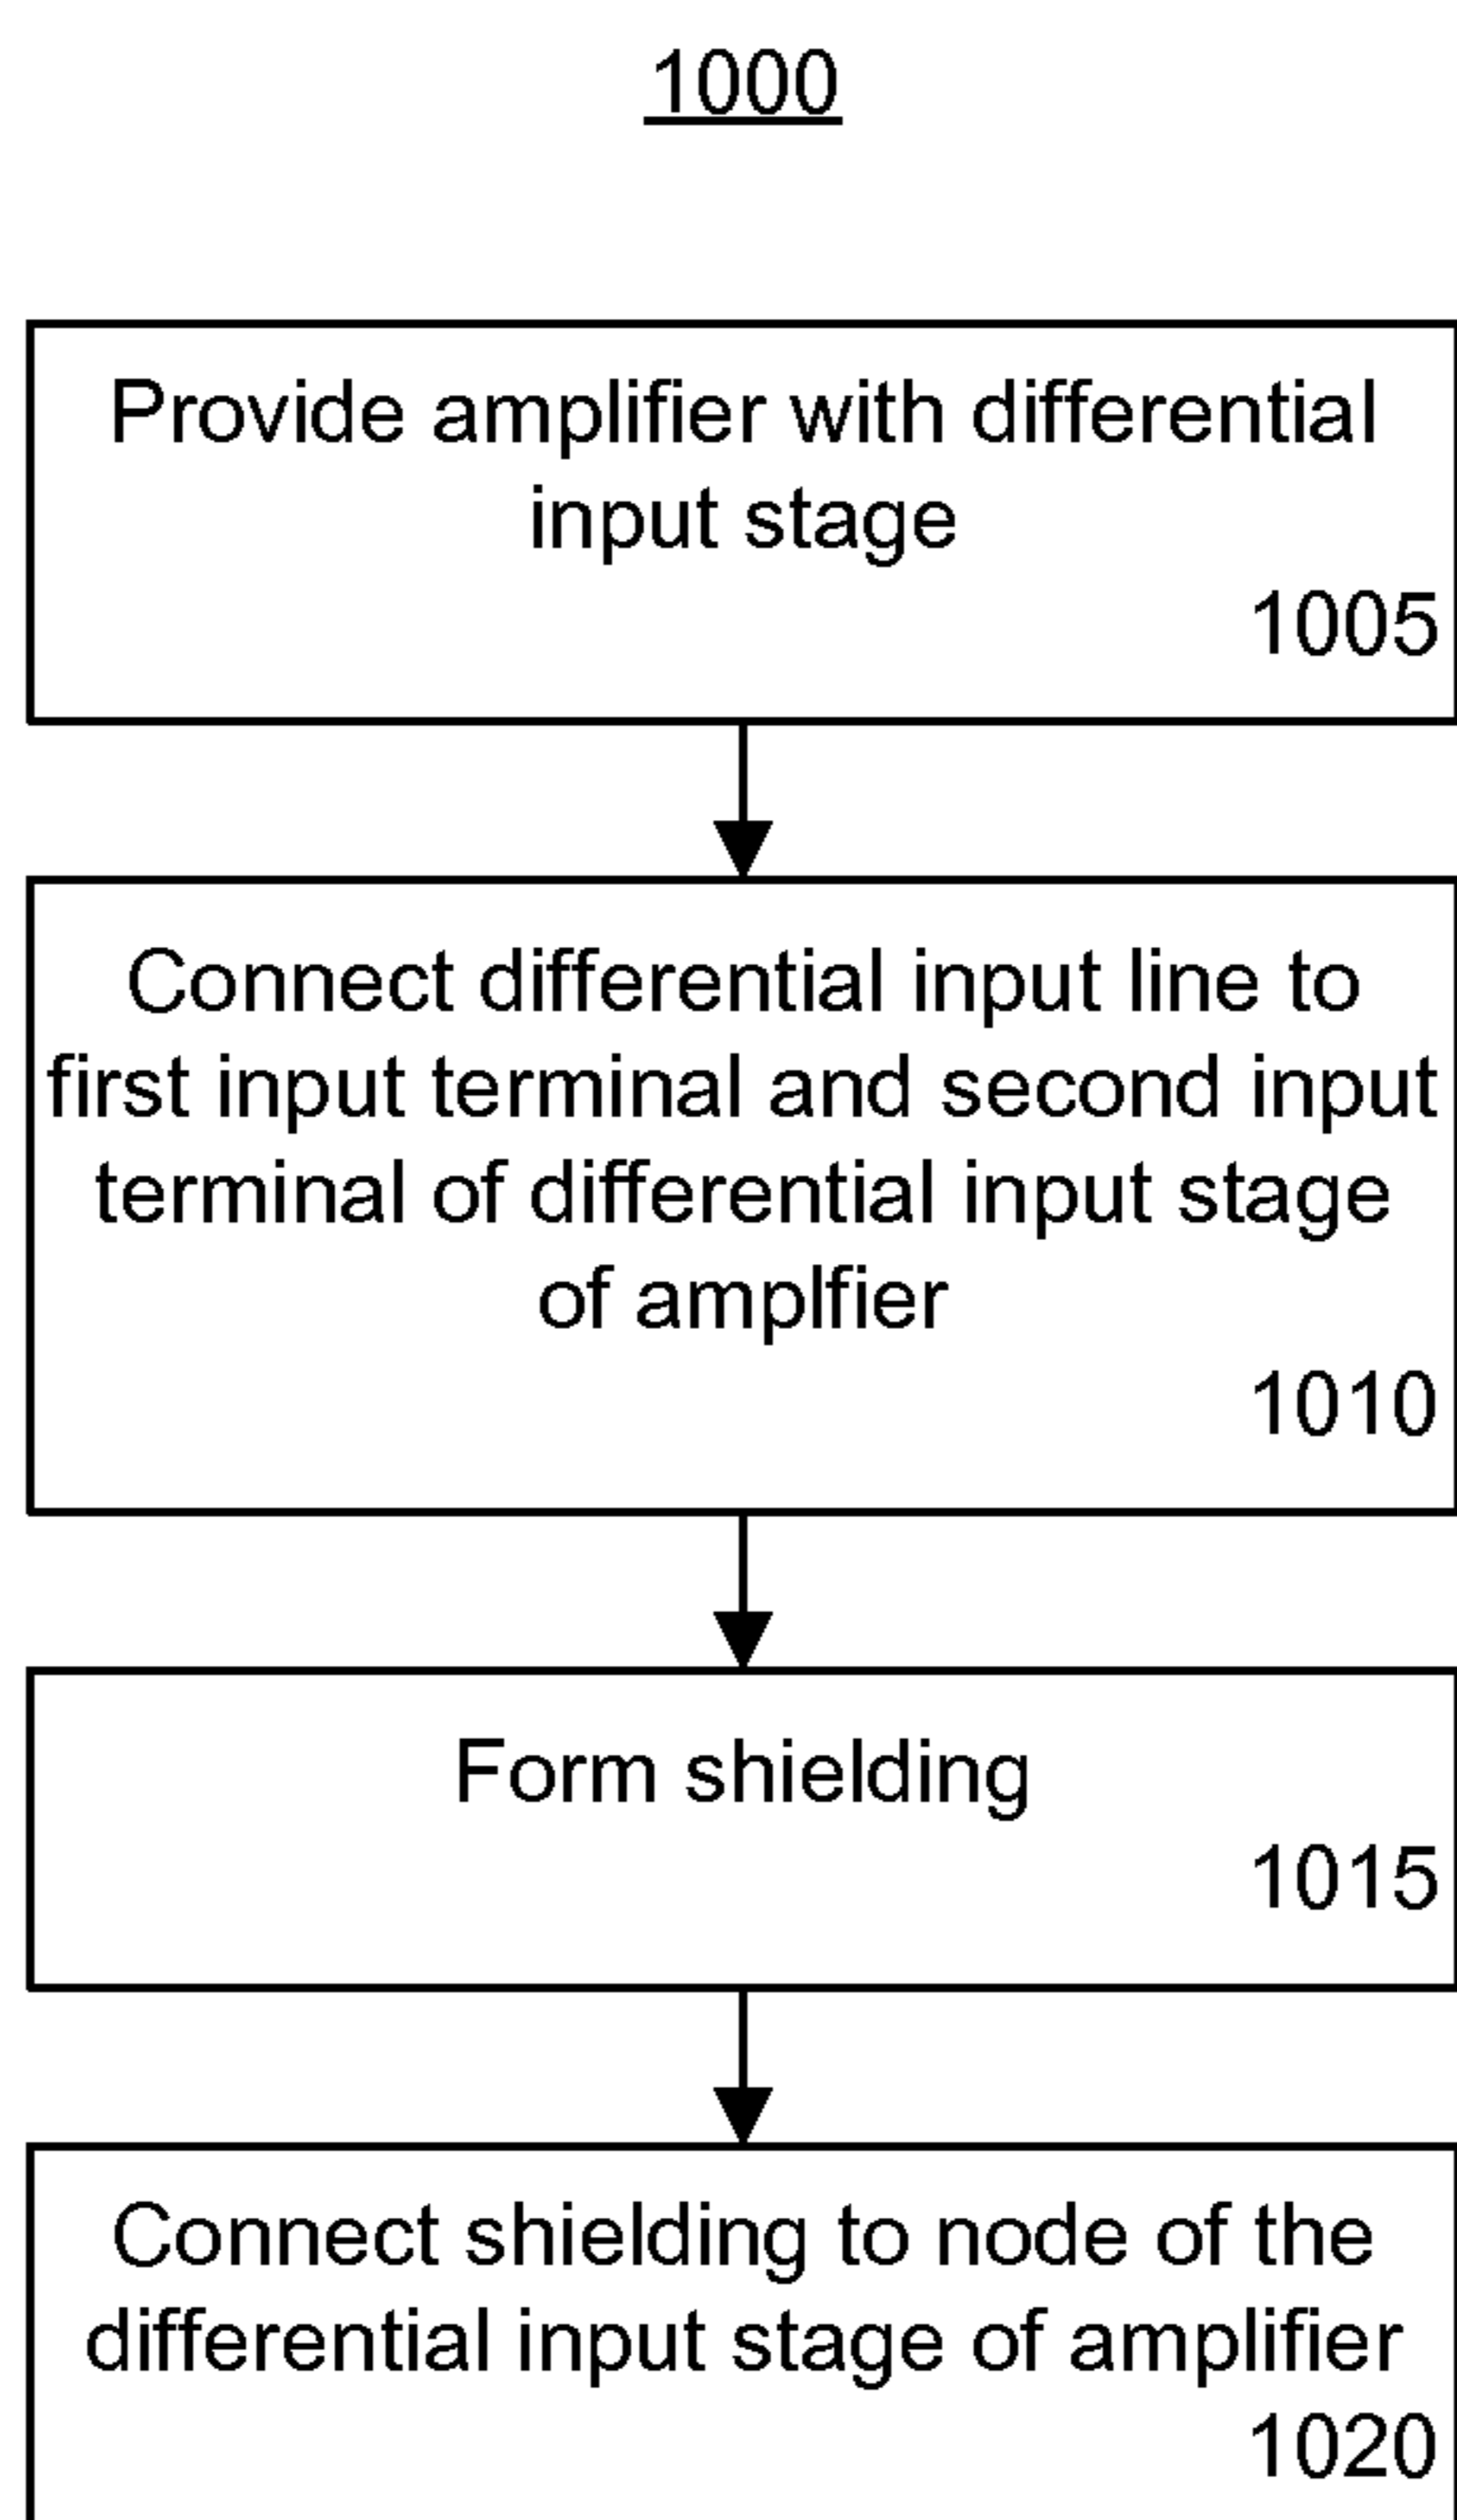 1000
Provide amplifier with differential
input stage
1005
Connect differential input line to
first input terminal and second input
terminal of differential input stage
of amplfier
1010
Form shielding
1015
Connect shielding to node of the
differential input stage of amplifier
1020